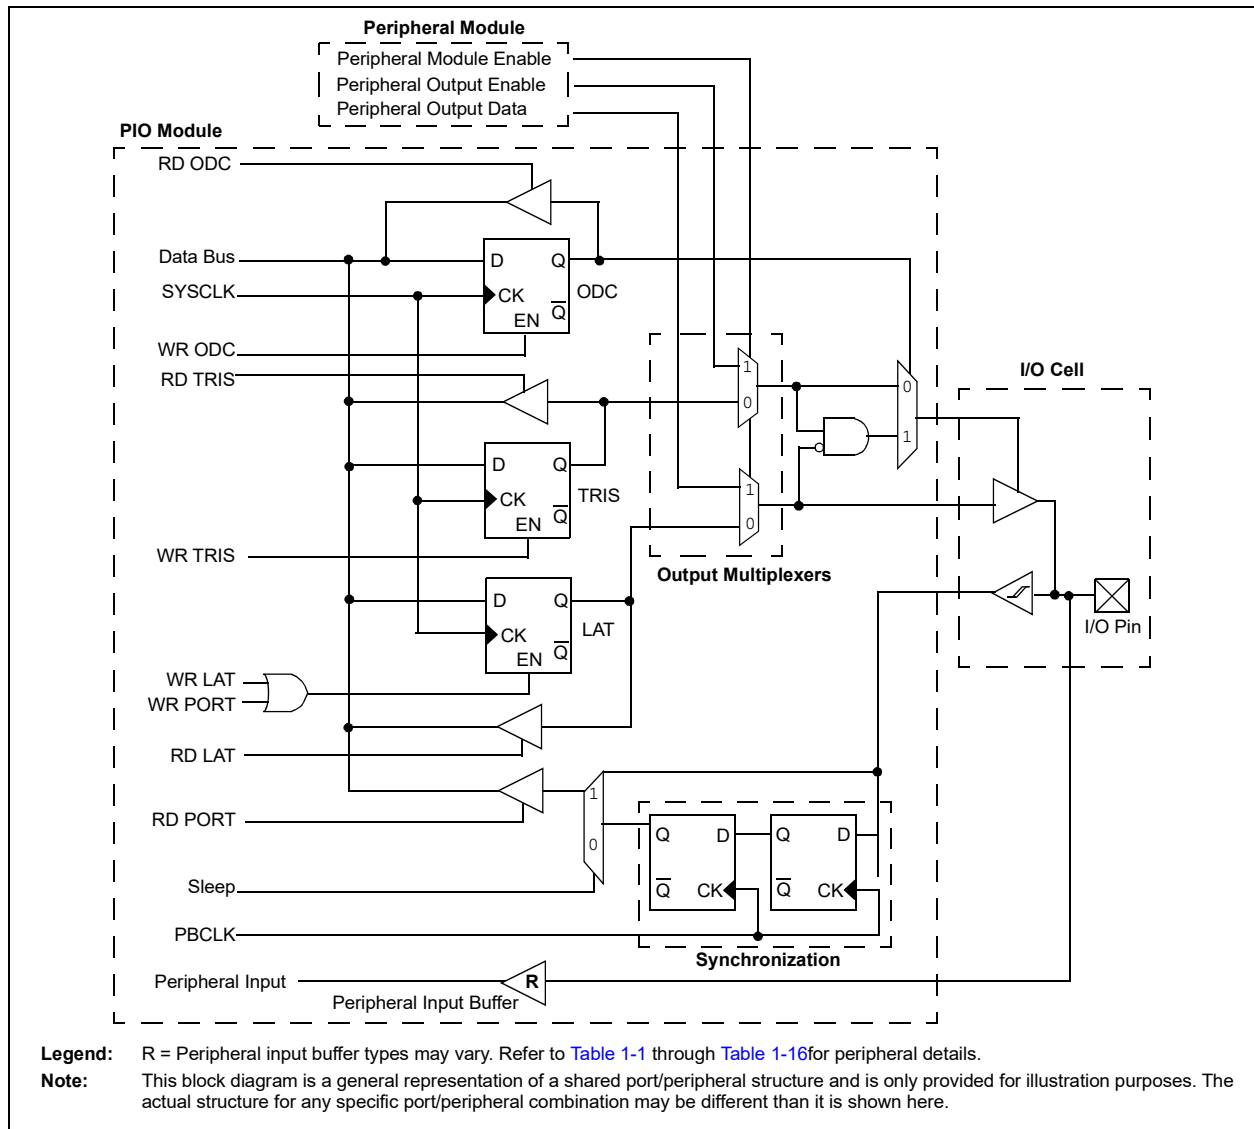 Peripheral Module
Peripheral Module Enable
Peripheral Output Enable
Peripheral Output Data
PIO Module
RD ODC
Data Bus
D
Q
SYSCLK
CK
ODC
Q
EN
WR ODC
RD TRIS
1
0
0
1
I/O Cell
D
Q
CK
TRIS
Q
EN
1
0
WR TRIS
Output Multiplexers
D
Q
CK
LAT
Q
EN
I/O Pin
WR LAT
WR PORT
RD LAT
1
0
RD PORT
Q
D
Q
D
Sleep
Q
CK
Q
CK
PBCLK
Synchronization
Peripheral Input
R
Peripheral Input Buffer
Legend: R = Peripheral input buffer types may vary. Refer to Table 1-1 through Table 1-16for peripheral details.
Note: This block diagram is a general representation of a shared port/peripheral structure and is only provided for illustration purposes. The
actual structure for any specific port/peripheral combination may be different than it is shown here.